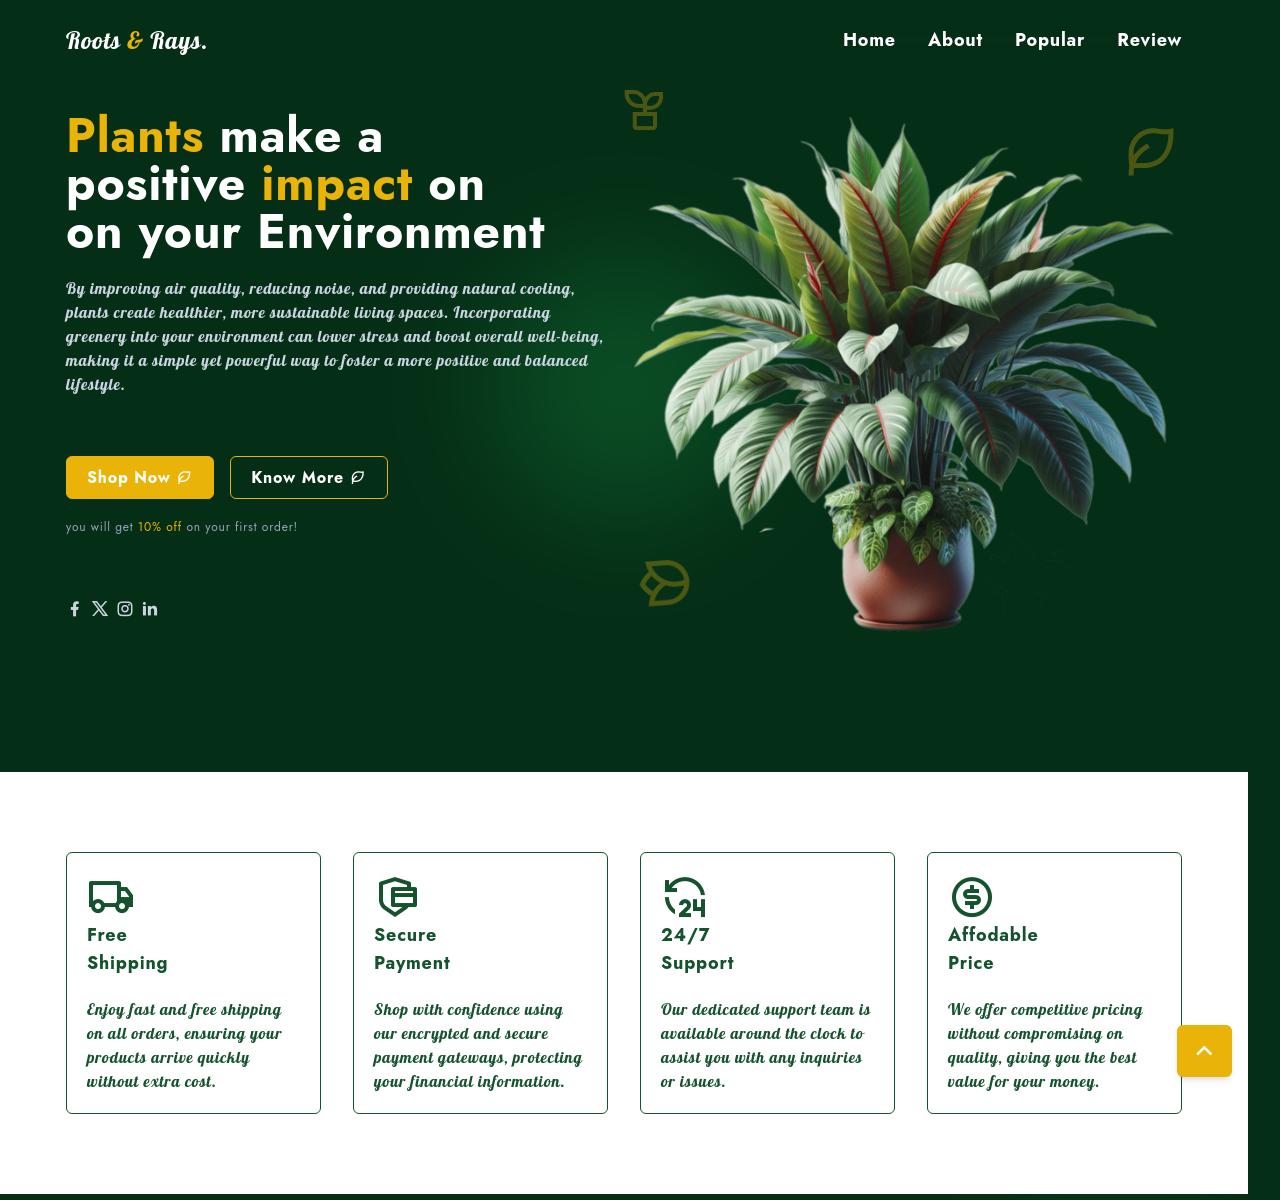 Roots & Rays.
Home About Popular Review
Plants make a
positive impact on
on your Environment
By improving air quality, reducing noise, and providing natural cooling,
plants create healthier, more sustainable living spaces. Incorporating
greenery into your environment can lower stress and boost overall well-being,
making it a simple yet powerful way to foster a more positive and balanced
lifestyle.
Shop Now Know More
you will get 10% off on your first order!
Free
Shipping
Enjoy fast and free shipping
on all orders, ensuring your
products arrive quickly
without extra cost.
Secure
Payment
Shop with confidence using
our encrypted and secure
payment gateways, protecting
your financial information.
24
24/7
Support
Our dedicated support team is
available around the clock to
assist you with any inquiries
or issues.
Affodable
Price
We offer competitive pricing
without compromising on
quality, giving you the best
value for your money.